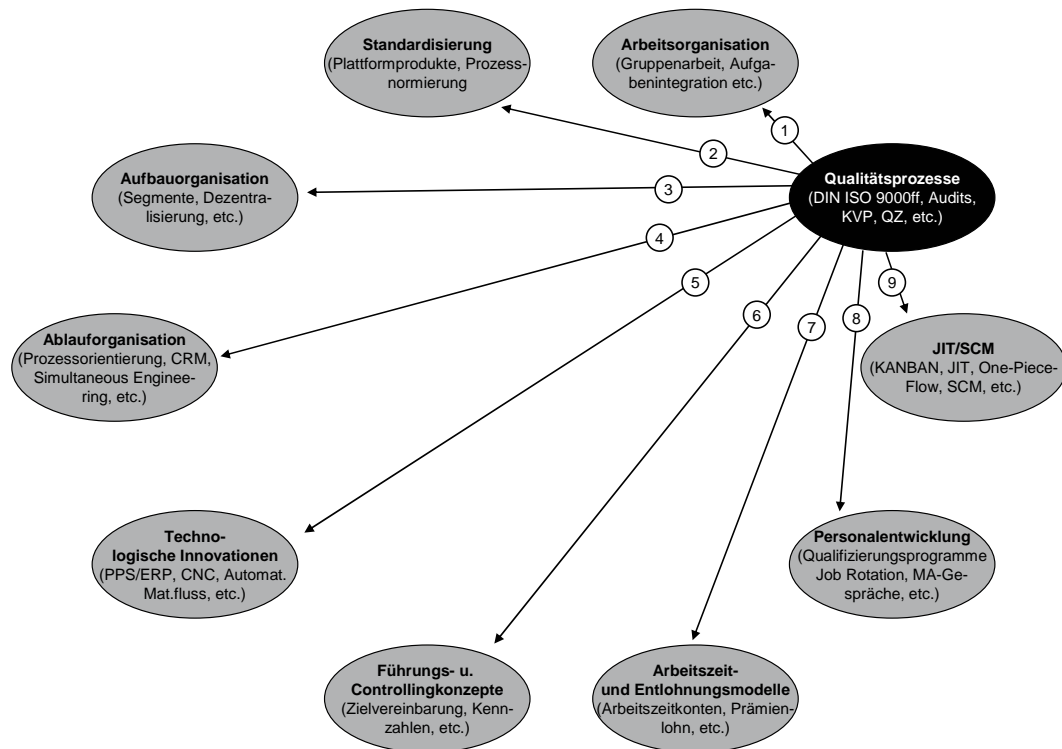 Standardisierung
(Plattformprodukte, Prozess-
normierung
Arbeitsorganisation
(Gruppenarbeit, Aufga-
benintegration etc.)
1
2
Aufbauorganisation
(Segmente, Dezentra-
lisierung, etc.)
3
Qualitätsprozesse
(DIN ISO 9000ff, Audits,
KVP, QZ, etc.)
4
5
6
7
8
9
Ablauforganisation
(Prozessorientierung, CRM,
Simultaneous Enginee-
ring, etc.)
JIT/SCM
(KANBAN, JIT, One-Piece-
Flow, SCM, etc.)
Techno-
logische Innovationen
(PPS/ERP, CNC, Automat.
Mat.fluss, etc.)
Personalentwicklung
(Qualifizierungsprogramme
Job Rotation, MA-Ge-
spräche, etc.)
Führungs- u.
Controllingkonzepte
(Zielvereinbarung, Kenn-
zahlen, etc.)
Arbeitszeit-
und Entlohnungsmodelle
(Arbeitszeitkonten, Prämien-
lohn, etc.)